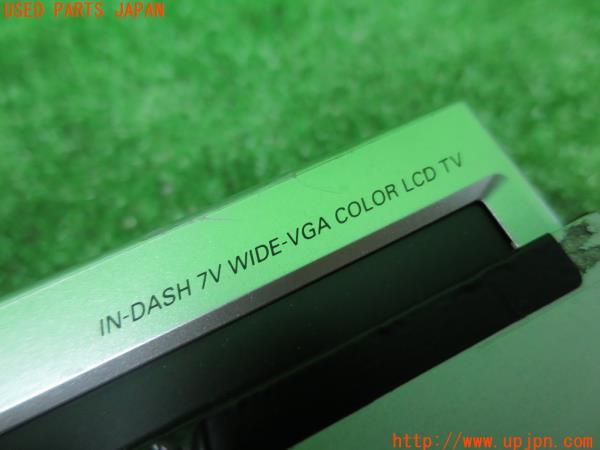 USED PARTS JAPAN
IN-DASH 7V WIDE-VGA COLOR LCD TV
http://www.upjpn.com/